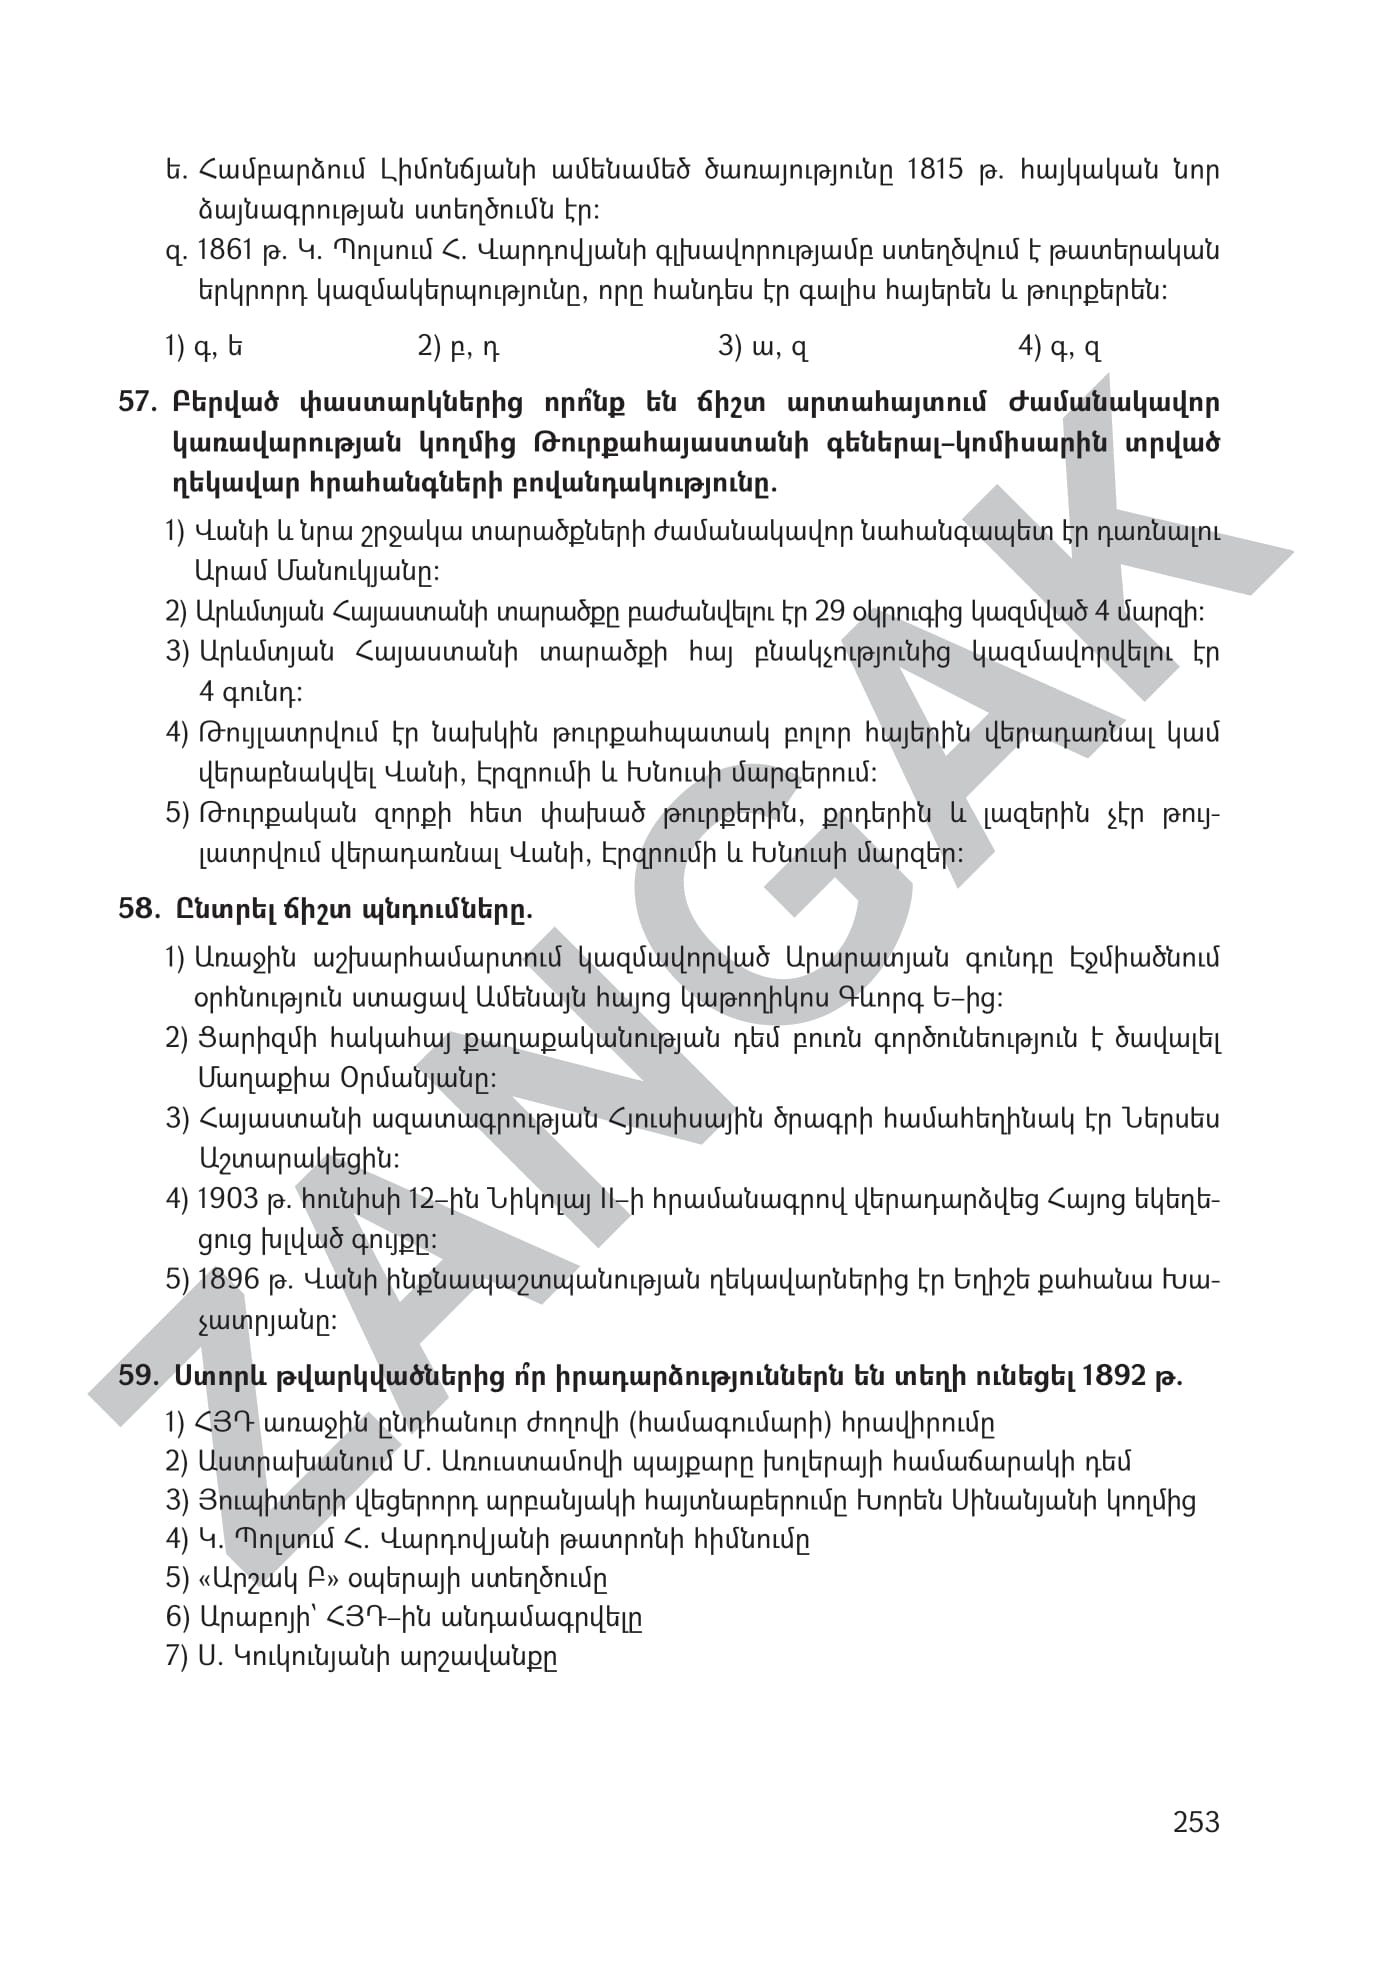 ե. Համբարձում Լիմոնճյանի ամենամեծ ծառայությունը 1815 թ. հայկական նոր
ձայնագրության ստեղծումն էր:
զ. 1861 թ. Կ. Պոլսում Հ. Վարդովյանի գլխավորությամբ ստեղծվում է թատերական
երկրորդ կազմակերպությունը, որը հանդես էր գալիս հայերեն և թուրքերեն:
1) գ, ե 2) բ, դ 3) ա, զ 4) գ, զ
57. Բերված փաստարկներից որո՞նք են ճիշտ արտահայտում Ժամանակավոր
կառավարության կողմից Թուրքահայաստանի գեներալ–կոմիսարին տրված
ղեկավար հրահանգների բովանդակությունը.
1) Վանի և նրա շրջակա տարածքների ժամանակավոր նահանգապետ էր դառնալու
Արամ Մանուկյանը:
2) Արևմտյան Հայաստանի տարածքը բաժանվելու էր 29 օկրուգից կազմված 4 մարզի:
3) Արևմտյան Հայաստանի տարածքի հայ բնակչությունից կազմավորվելու էր
4 գունդ:
4) Թույլատրվում էր նախկին թուրքահպատակ բոլոր հայերին վերադառնալ կամ
վերաբնակվել Վանի, Էրզրումի և Խնուսի մարզերում:
5) Թուրքական զորքի հետ փախած թուրքերին, քրդերին և լազերին չէր թույ-
լատրվում վերադառնալ Վանի, Էրզրումի և Խնուսի մարզեր:
58. Ընտրել ճիշտ պնդումները.
1) Առաջին աշխարհամարտում կազմավորված Արարատյան գունդը Էջմիածնում
օրհնություն ստացավ Ամենայն հայոց կաթողիկոս Գևորգ Ե–ից:
2) Ցարիզմի հակահայ քաղաքականության դեմ բուռն գործունեություն է ծավալել
Մաղաքիա Օրմանյանը:
3) Հայաստանի ազատագրության Հյուսիսային ծրագրի համահեղինակ էր Ներսես
Աշտարակեցին:
4) 1903 թ. հունիսի 12–ին Նիկոլայ II–ի հրամանագրով վերադարձվեց Հայոց եկեղե-
ցուց խլված գույքը:
5) 1896 թ. Վանի ինքնապաշտպանության ղեկավարներից էր Եղիշե քահանա Խա-
չատրյանը:
59. Ստորև թվարկվածներից ո՞ր իրադարձություններն են տեղի ունեցել 1892 թ.
1) ՀՅԴ առաջին ընդհանուր ժողովի (համագումարի) հրավիրումը
2) Աստրախանում Մ. Առուստամովի պայքարը խոլերայի համաճարակի դեմ
3) Յուպիտերի վեցերորդ արբանյակի հայտնաբերումը Խորեն Սինանյանի կողմից
4) Կ. Պոլսում Հ. Վարդովյանի թատրոնի հիմնումը
5) «Արշակ Բ» օպերայի ստեղծումը
6) Արաբոյի՝ ՀՅԴ–ին անդամագրվելը
7) Ս. Կուկունյանի արշավանքը
253
ZANGAK